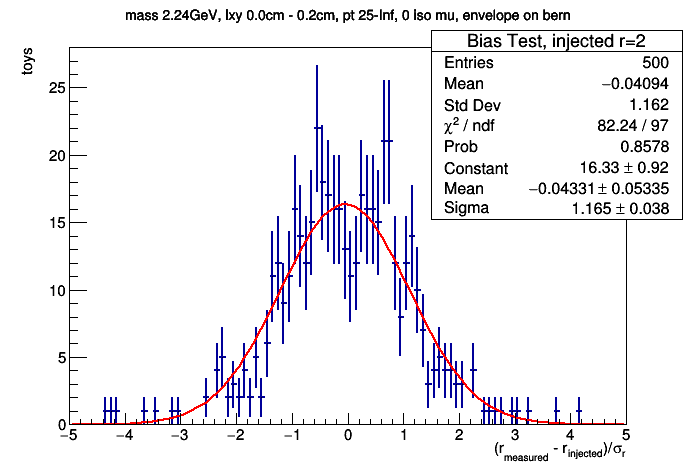 mass 2.24GeV, lxy 0.0cm - 0.2cm, pt 25-Inf, 0 Iso mu, envelope on bern
toys
Bias Test, injected r=2
Entries 500
Mean −0.04094
Std Dev 1.162
χ² / ndf 82.24 / 97
Prob 0.8578
Constant 16.33 ± 0.92
Mean −0.04331 ± 0.05335
Sigma 1.165 ± 0.038
25
20
15
10
5
0
−5 −4 −3 −2 −1 0 1 2 3 4 5
(r_measured - r_injected)/σ_r